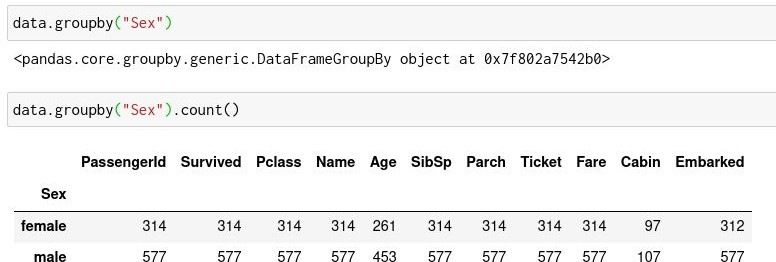 data.groupby("Sex")
<pandas.core.groupby.generic.DataFrameGroupBy object at 0x7f802a7542b0>
data.groupby("Sex").count()
PassengerId Survived Pclass Name Age SibSp Parch Ticket Fare Cabin Embarked
Sex
female 314 314 314 314 261 314 314 314 314 97 312
male 577 577 577 577 453 577 577 577 577 107 577